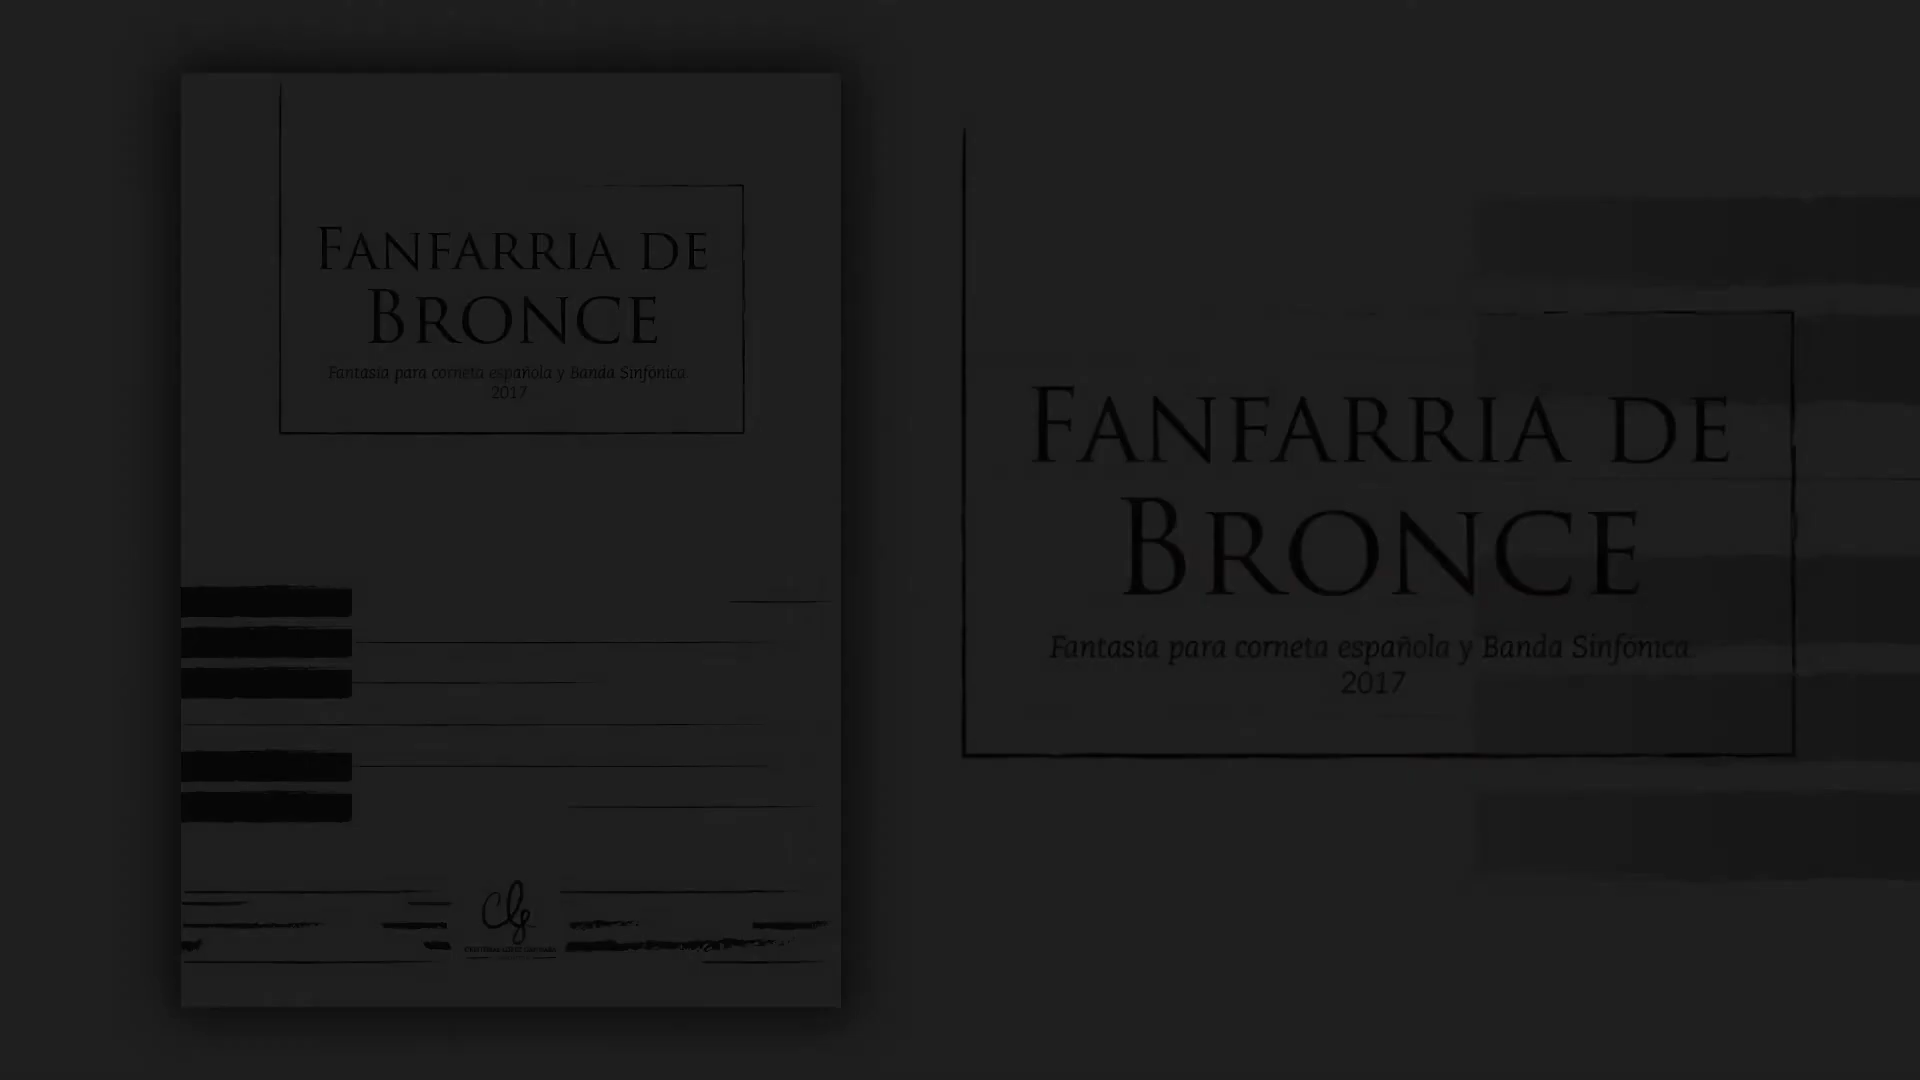 FANFARRIA DE
BRONCE
Fantasía para corneta española y Banda Sinfónica
2017
FANFARRIA DE
BRONCE
Fantasía para corneta española y Banda Sinfónica
2017
clg